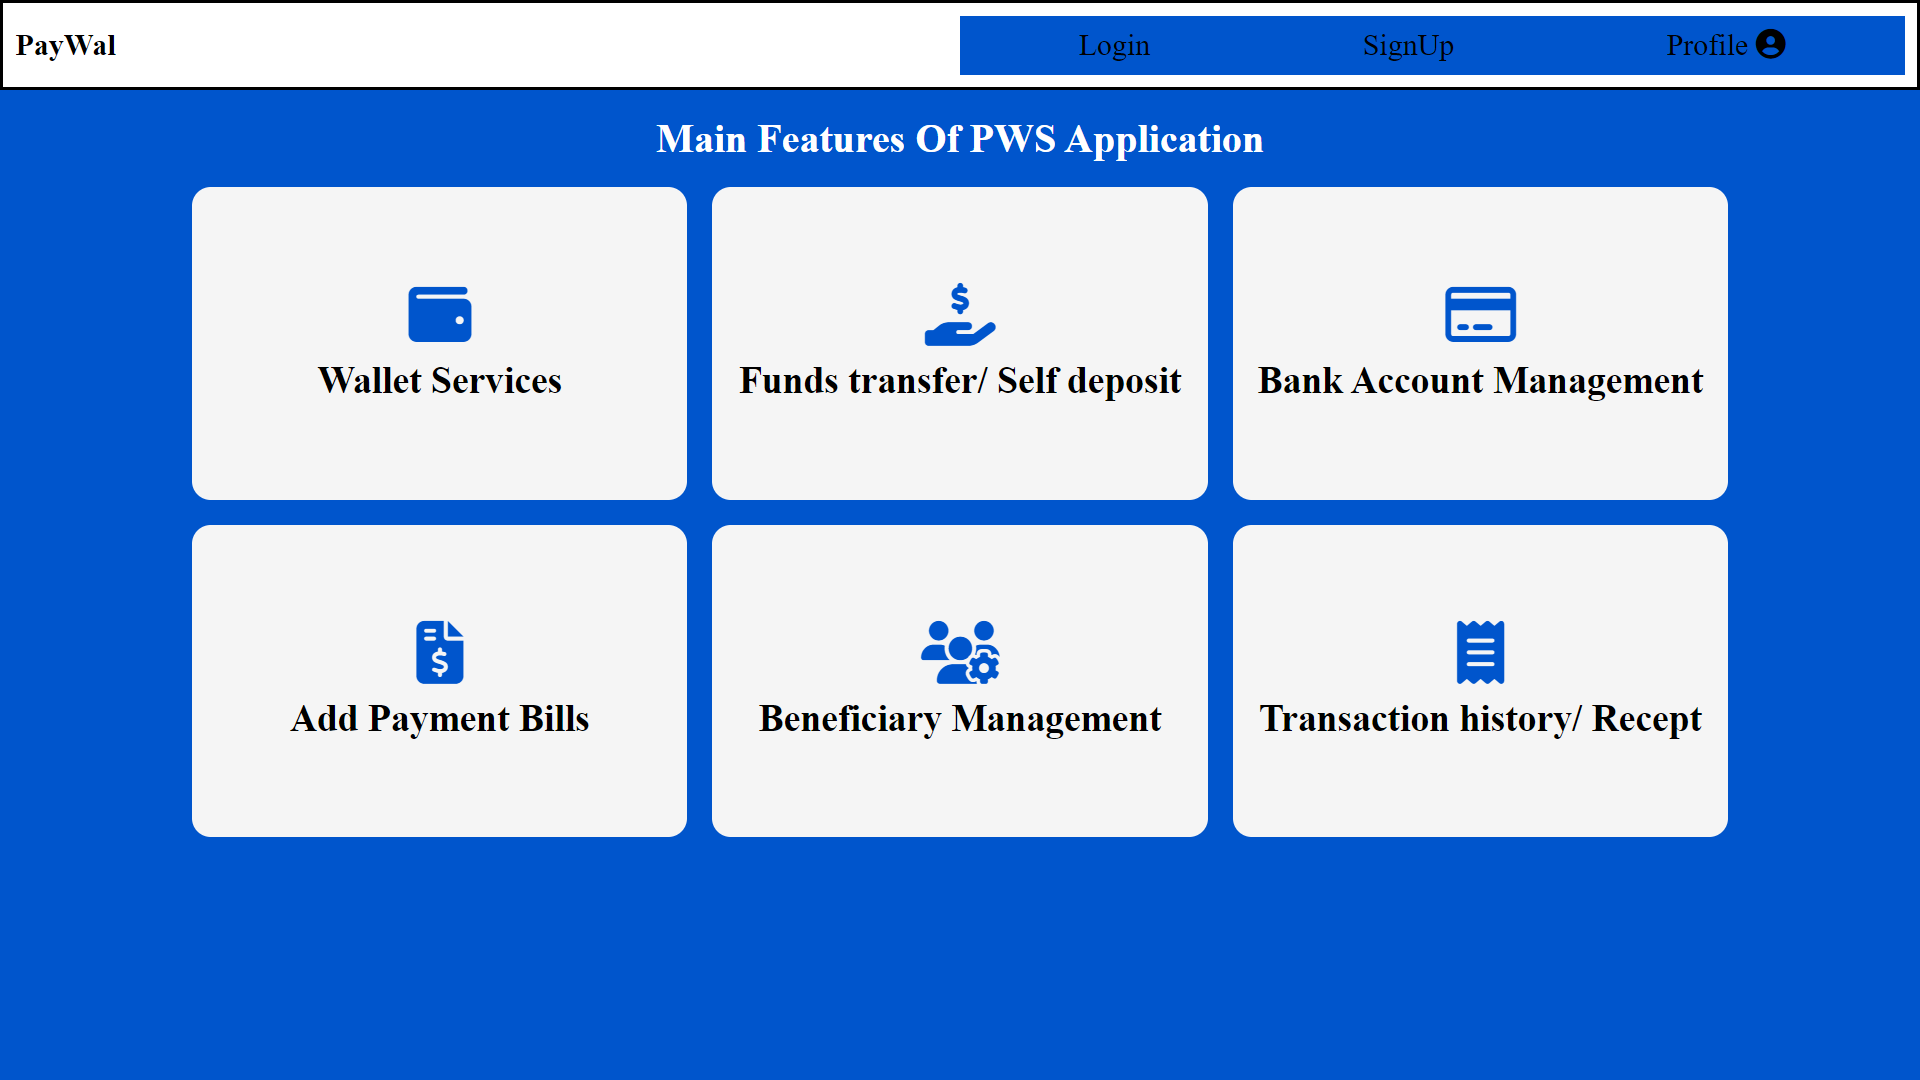 PayWal
Login SignUp Profile
Main Features Of PWS Application
Wallet Services
Funds transfer/ Self deposit
Bank Account Management
Add Payment Bills
Beneficiary Management
Transaction history/ Recept